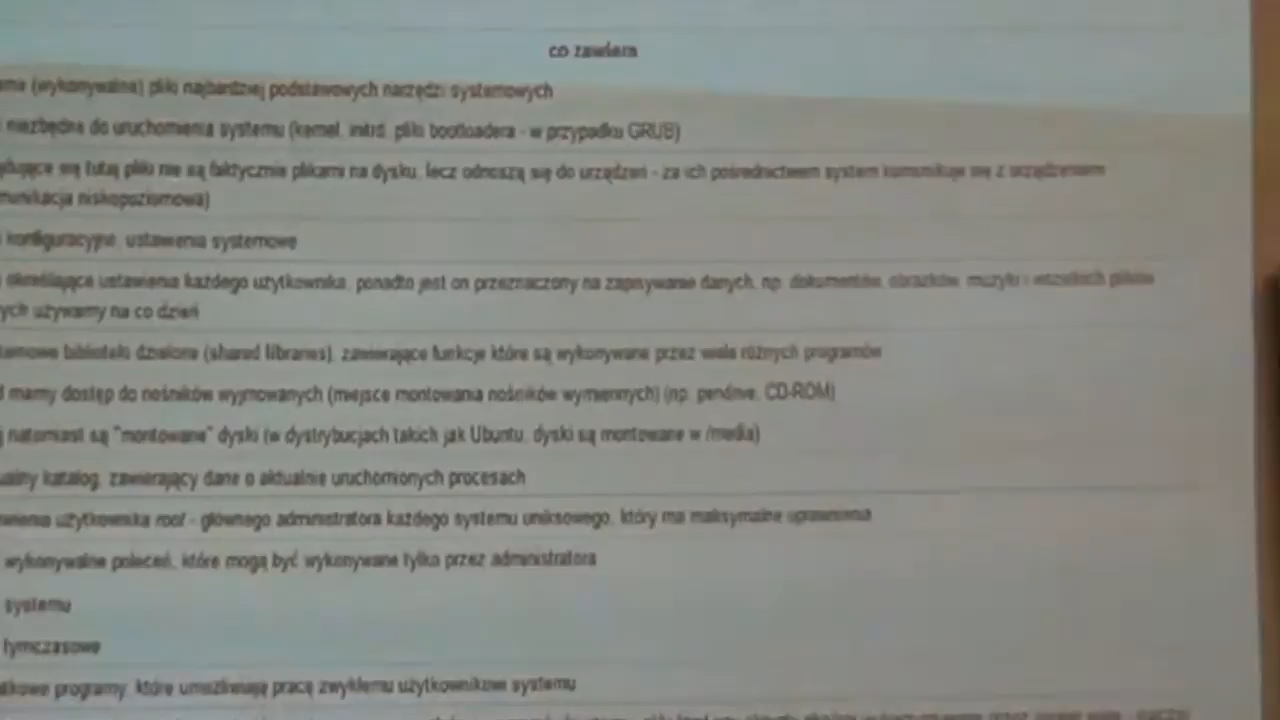 co zawiera
(wykonywalne) pliki najbardziej podstawowych narzędzi systemowych
niezbędne do uruchomienia systemu (kernel, initrd, pliki bootloadera - w przypadku GRUB)
się tutaj pliki nie są faktycznie plikami na dysku, lecz odnoszą się do urządzeń - za ich pośrednictwem system komunikuje się z urządzeniem
niskopoziomowa)
konfiguracyjne, ustawienia systemowe
określające ustawienia każdego użytkownika, ponadto jest on przeznaczony na zapisywanie danych, np. dokumentów, obrazków, muzyki i wszelkich plików
używamy na co dzień
biblioteki dzielone (shared libraries), zawierające funkcje które są wykonywane przez wiele różnych programów
mamy dostęp do nośników wyjmowanych (miejsce montowania nośników wymiennych) (np. pendrive, CD-ROM)
natomiast są "montowane" dyski (w dystrybucjach takich jak Ubuntu, dyski są montowane w /media)
katalog, zawierający dane o aktualnie uruchomionych procesach
użytkownika root - głównego administratora każdego systemu uniksowego, który ma maksymalne uprawnienia
wykonywalne poleceń, które mogą być wykonywane tylko przez administratora
systemu
tymczasowe
programy, które umożliwiają pracę zwykłemu użytkownikowi systemu